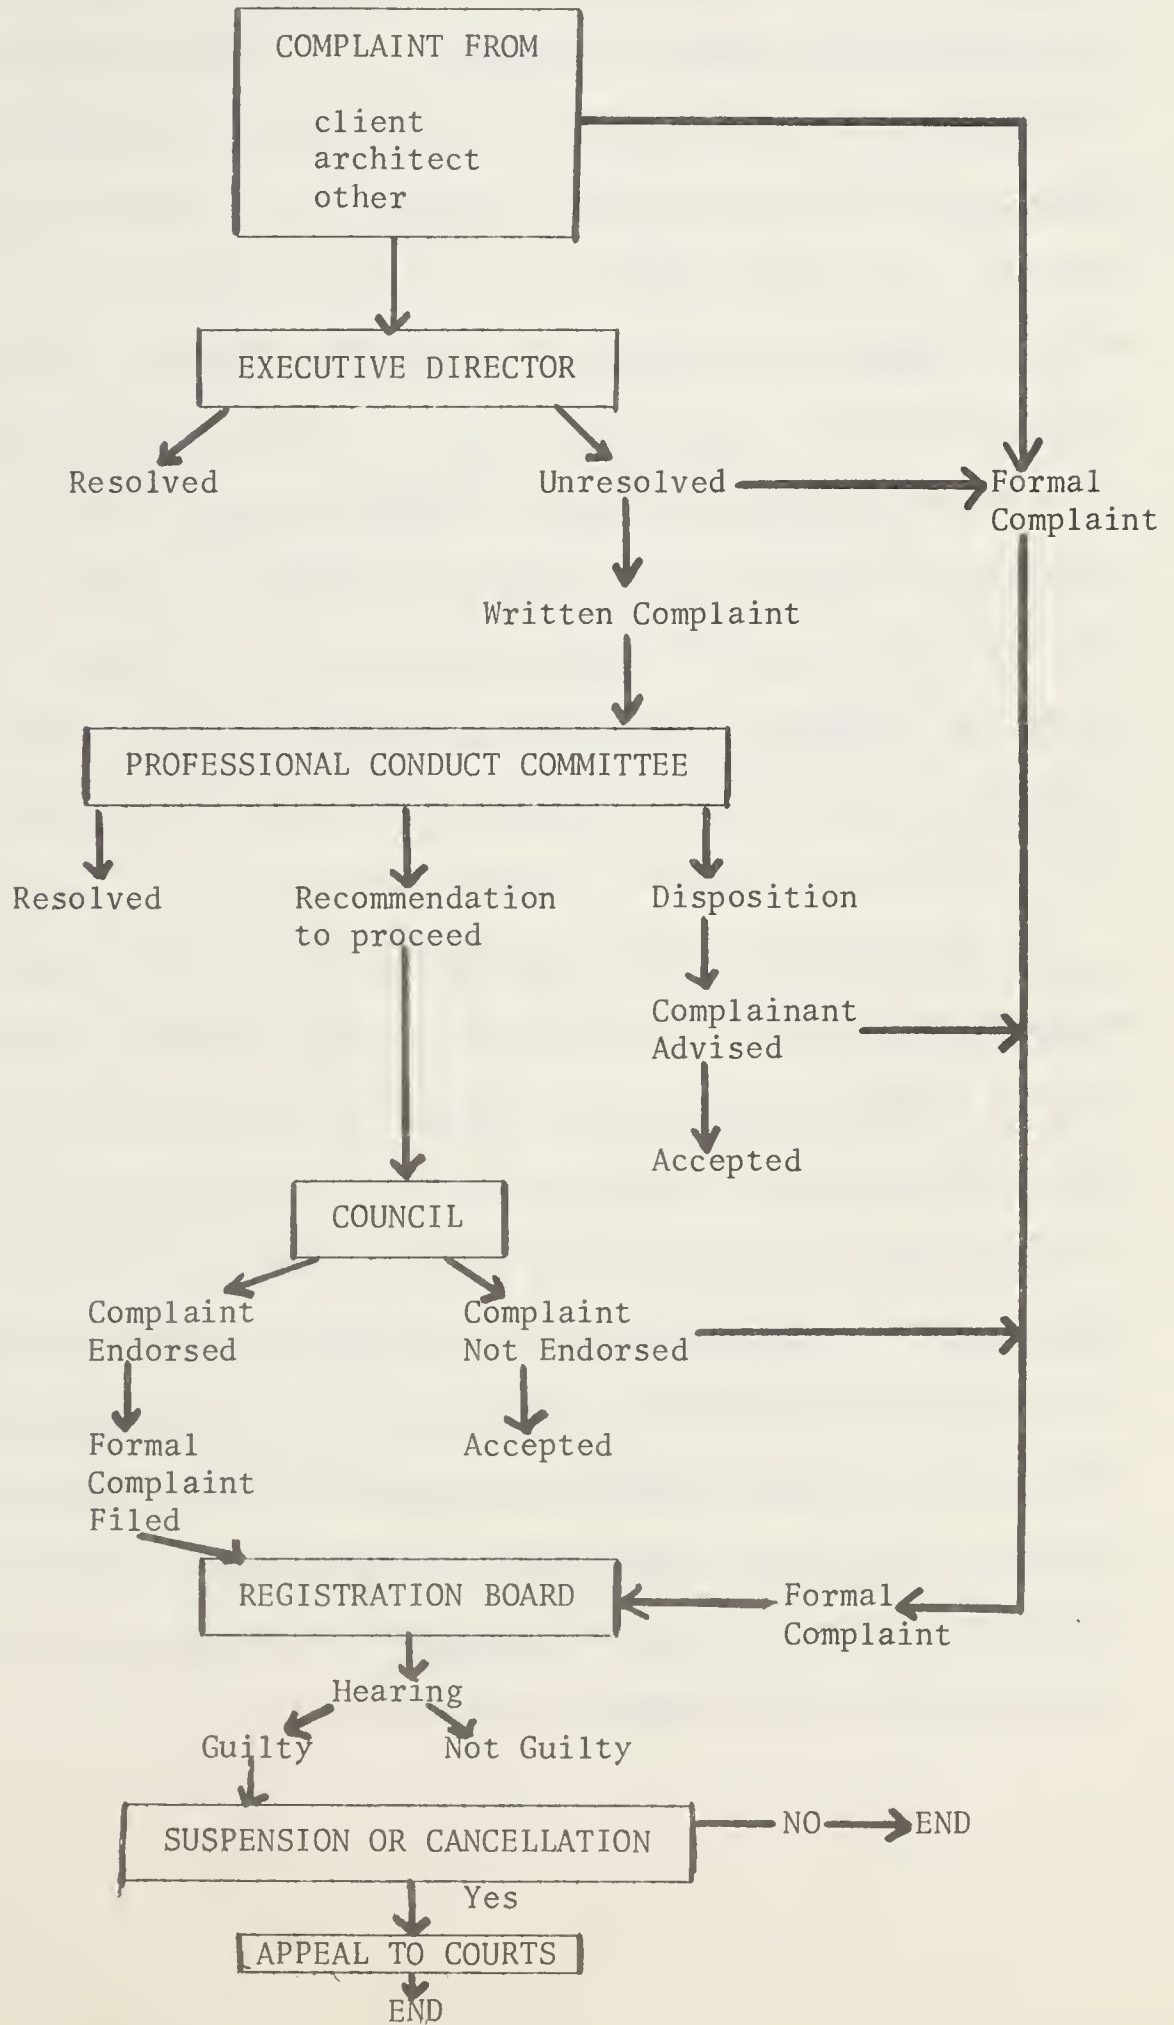 COMPLAINT FROM
client
architect
other
EXECUTIVE DIRECTOR
Resolved
Unresolved
Formal
Complaint
Written Complaint
PROFESSIONAL CONDUCT COMMITTEE
Resolved
Recommendation
to proceed
Disposition
Complainant
Advised
Accepted
COUNCIL
Complaint
Endorsed
Complaint
Not Endorsed
Formal
Complaint
Filed
Accepted
REGISTRATION BOARD
Formal
Complaint
Hearing
Guilty
Not Guilty
SUSPENSION OR CANCELLATION
NO
END
Yes
APPEAL TO COURTS
END